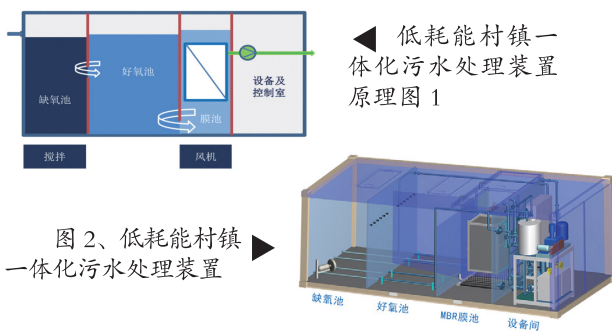 缺氧池
好氧池
膜池
设备及
控制室
搅拌
风机
◀ 低耗能村镇一
体化污水处理装置
原理图 1
图 2、低耗能村镇
一体化污水处理装置 ▶
缺氧池
好氧池
MBR膜池
设备间